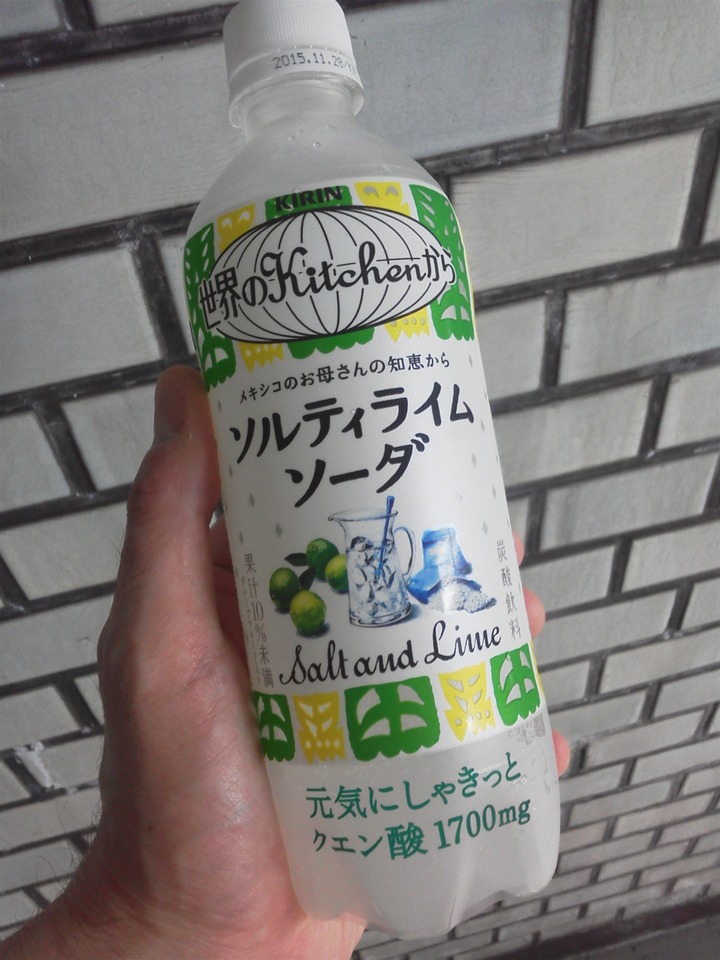 2015.11.28/K
KIRIN
世界のKitchenから
メキシコのお母さんの知恵から
ソルティライム
ソーダ
果汁10%未満
炭酸飲料
Salt and Lime
元気にしゃきっと
クエン酸 1700mg